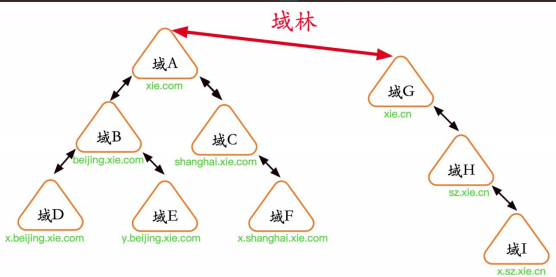 域林
域A
xie.com
域G
xie.cn
域B
beijing.xie.com
域C
shanghai.xie.com
域H
sz.xie.cn
域D
x.beijing.xie.com
域E
y.beijing.xie.com
域F
x.shanghai.xie.com
域I
x.sz.xie.cn